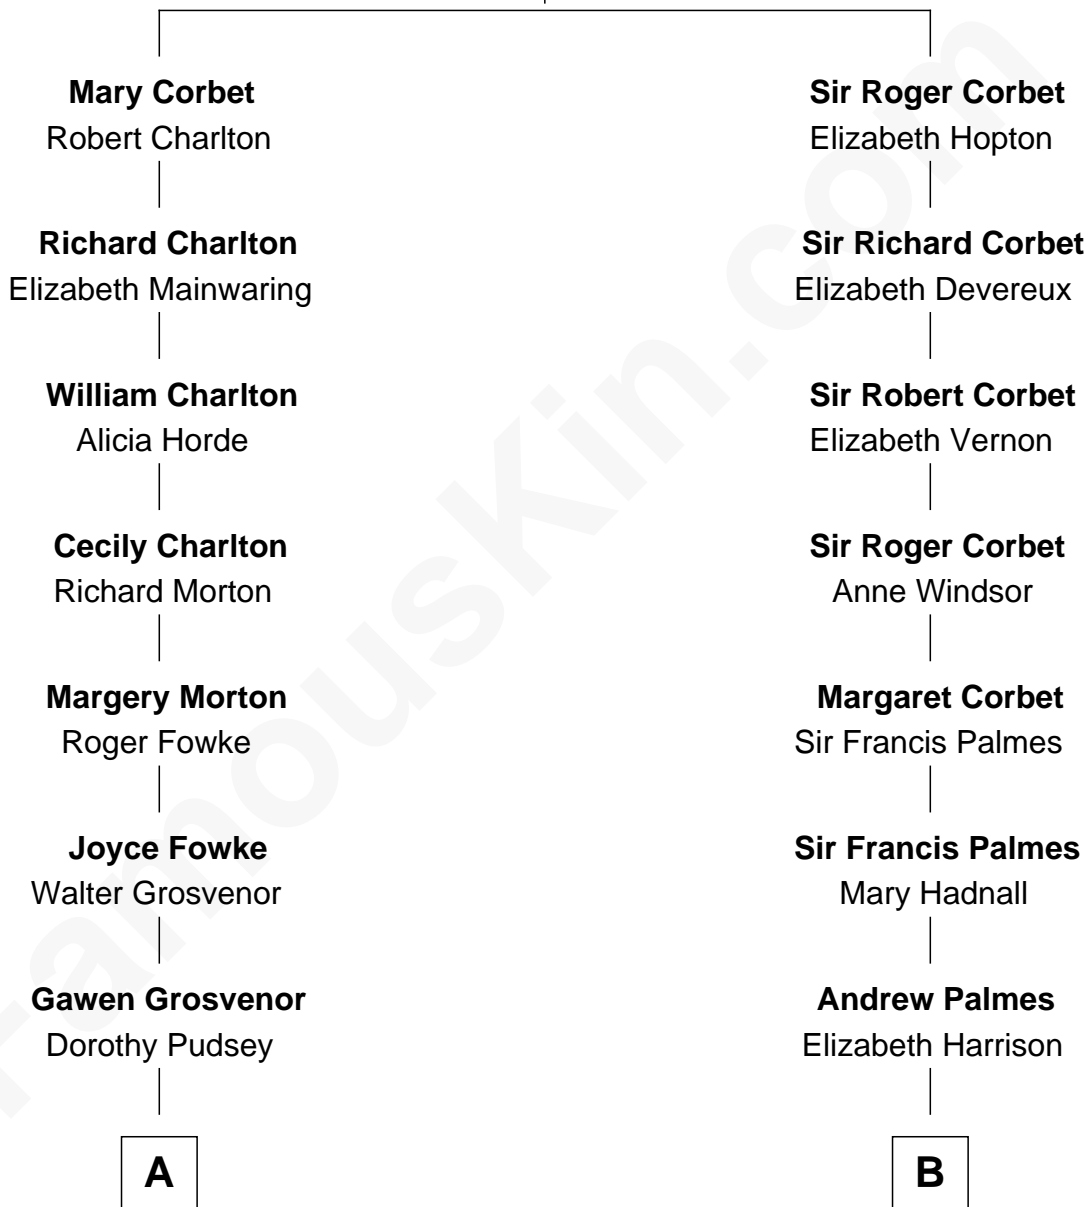 Mary Corbet
Robert Charlton
Richard Charlton
Elizabeth Mainwaring
William Charlton
Alicia Horde
Cecily Charlton
Richard Morton
Margery Morton
Roger Fowke
Joyce Fowke
Walter Grosvenor
Gawen Grosvenor
Dorothy Pudsey
A
Sir Roger Corbet
Elizabeth Hopton
Sir Richard Corbet
Elizabeth Devereux
Sir Robert Corbet
Elizabeth Vernon
Sir Roger Corbet
Anne Windsor
Margaret Corbet
Sir Francis Palmes
Sir Francis Palmes
Mary Hadnall
Andrew Palmes
Elizabeth Harrison
B
FamousKin.com